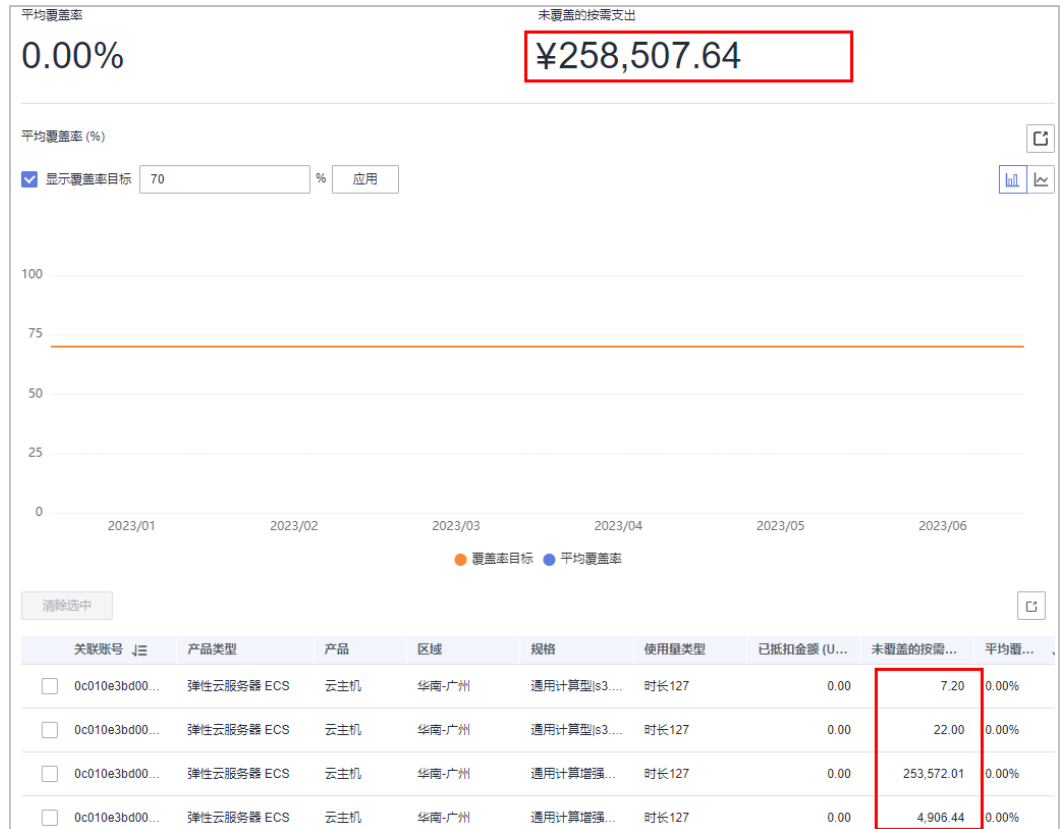 平均覆盖率 未覆盖的按需支出
0.00% ¥258,507.64
平均覆盖率 (%)
显示覆盖率目标 70 % 应用
100
75
50
25
0
2023/01 2023/02 2023/03 2023/04 2023/05 2023/06
覆盖率目标 平均覆盖率
清除选中
关联账号 产品类型 产品 区域 规格 使用量类型 已抵扣金额 (U... 未覆盖的按需... 平均覆...
0c010e3bd00... 弹性云服务器 ECS 云主机 华南-广州 通用计算型|s3.... 时长127 0.00 7.20 0.00%
0c010e3bd00... 弹性云服务器 ECS 云主机 华南-广州 通用计算型|s3.... 时长127 0.00 22.00 0.00%
0c010e3bd00... 弹性云服务器 ECS 云主机 华南-广州 通用计算增强... 时长127 0.00 253,572.01 0.00%
0c010e3bd00... 弹性云服务器 ECS 云主机 华南-广州 通用计算增强... 时长127 0.00 4,906.44 0.00%